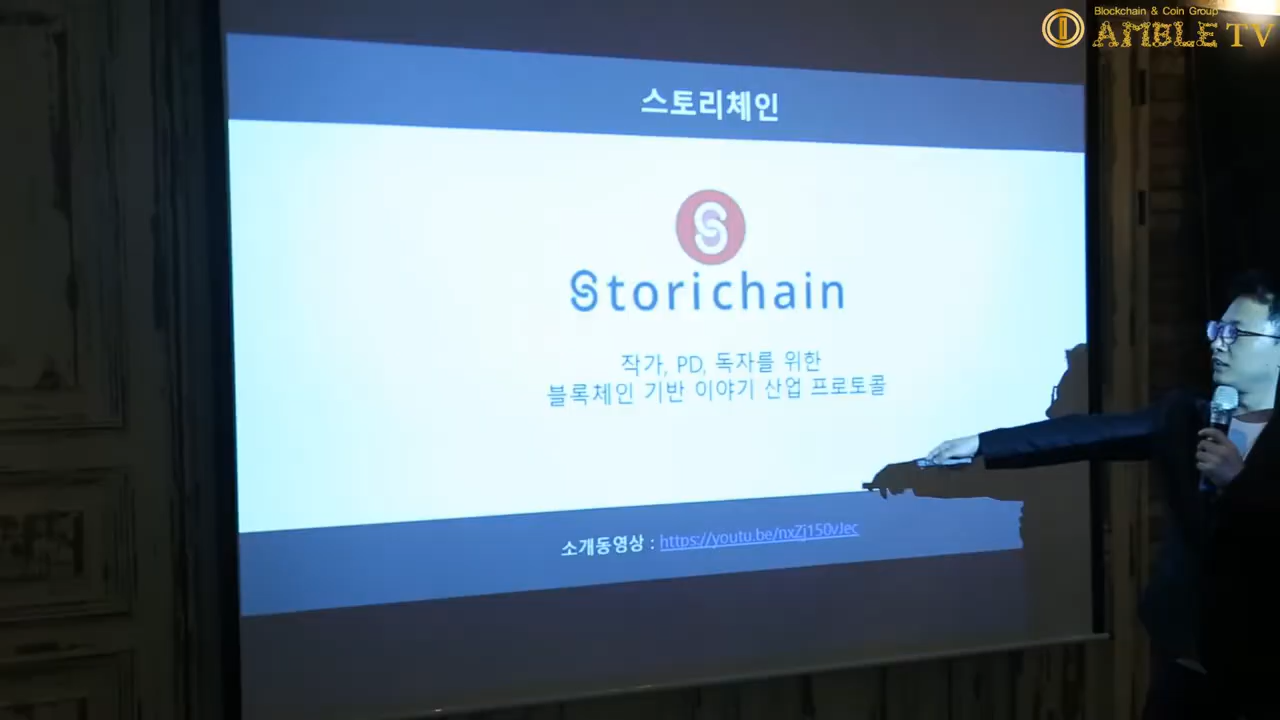 Blockchain & Coin Group
AMBLE TV
스토리체인
Storichain
작가, PD, 독자를 위한
블록체인 기반 이야기 산업 프로토콜
소개동영상 : https://youtu.be/nxZj150vJec